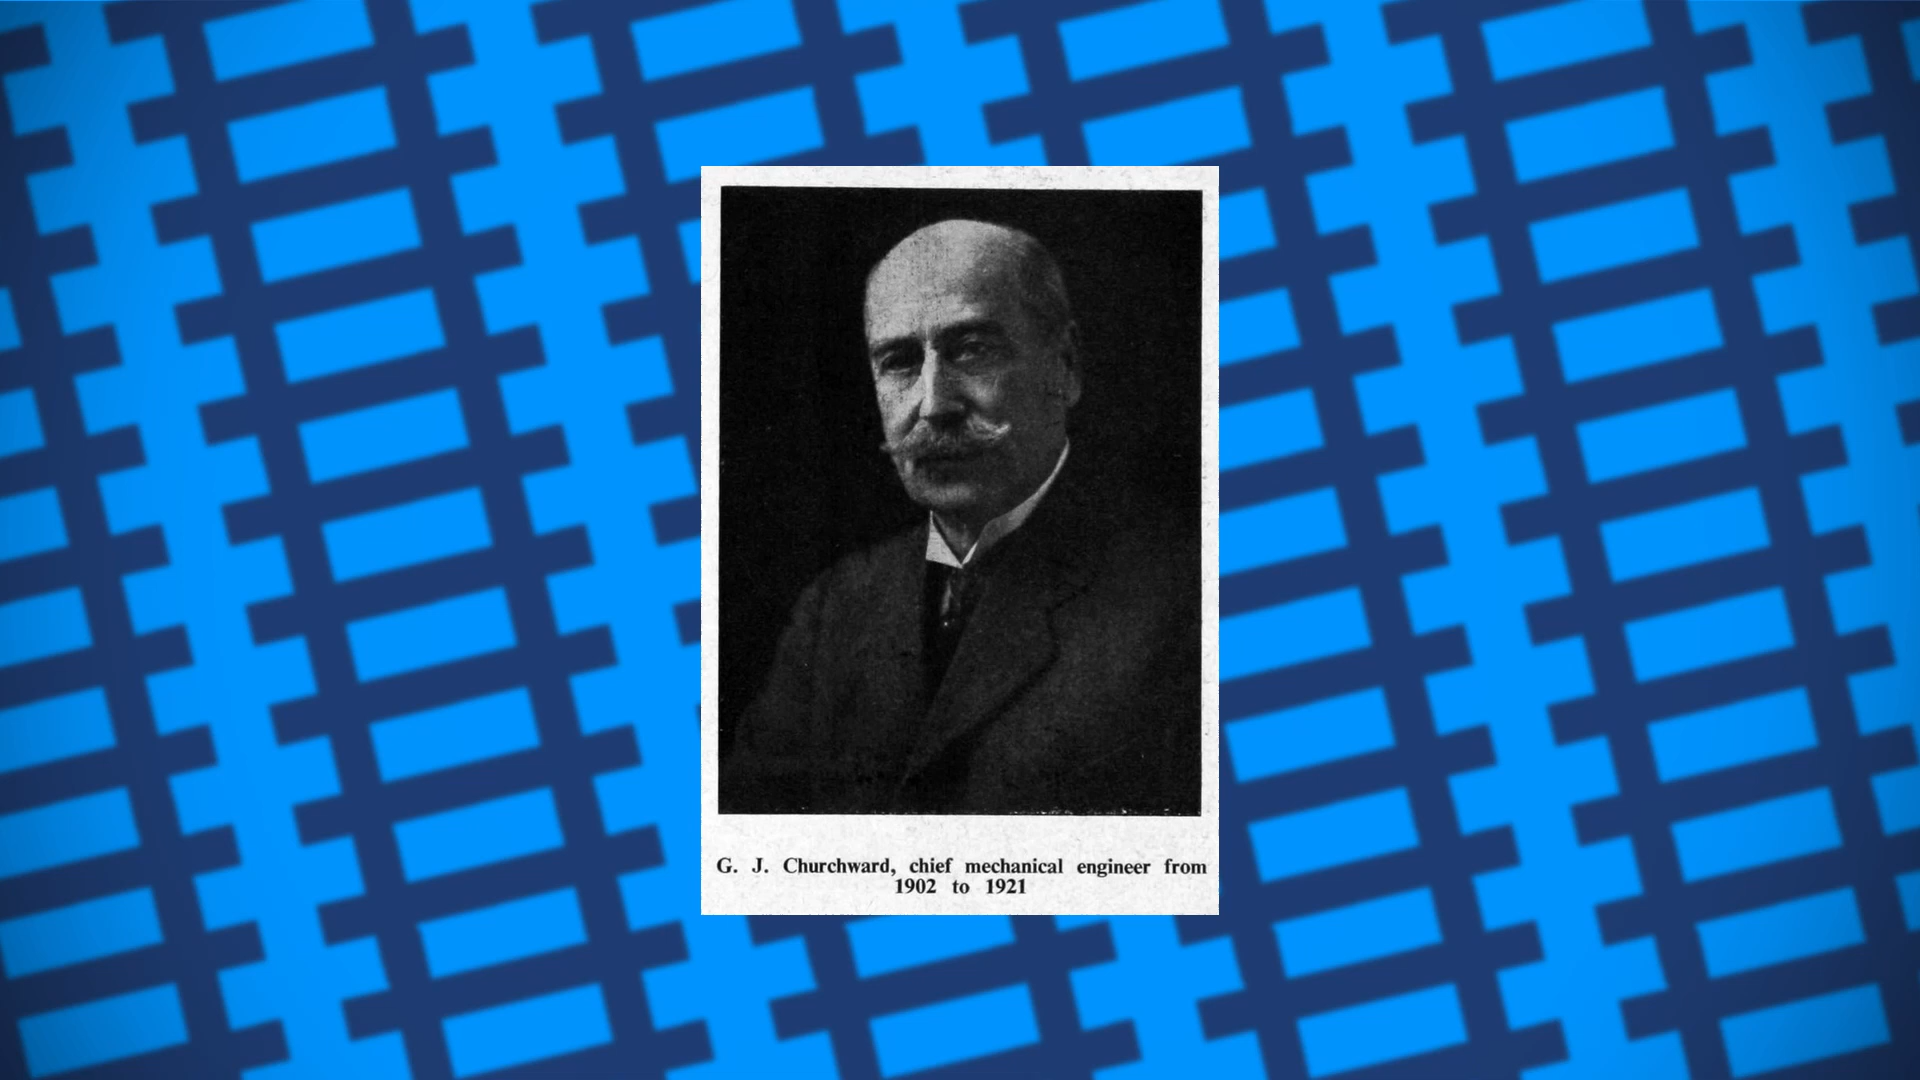 G. J. Churchward, chief mechanical engineer from
1902 to 1921